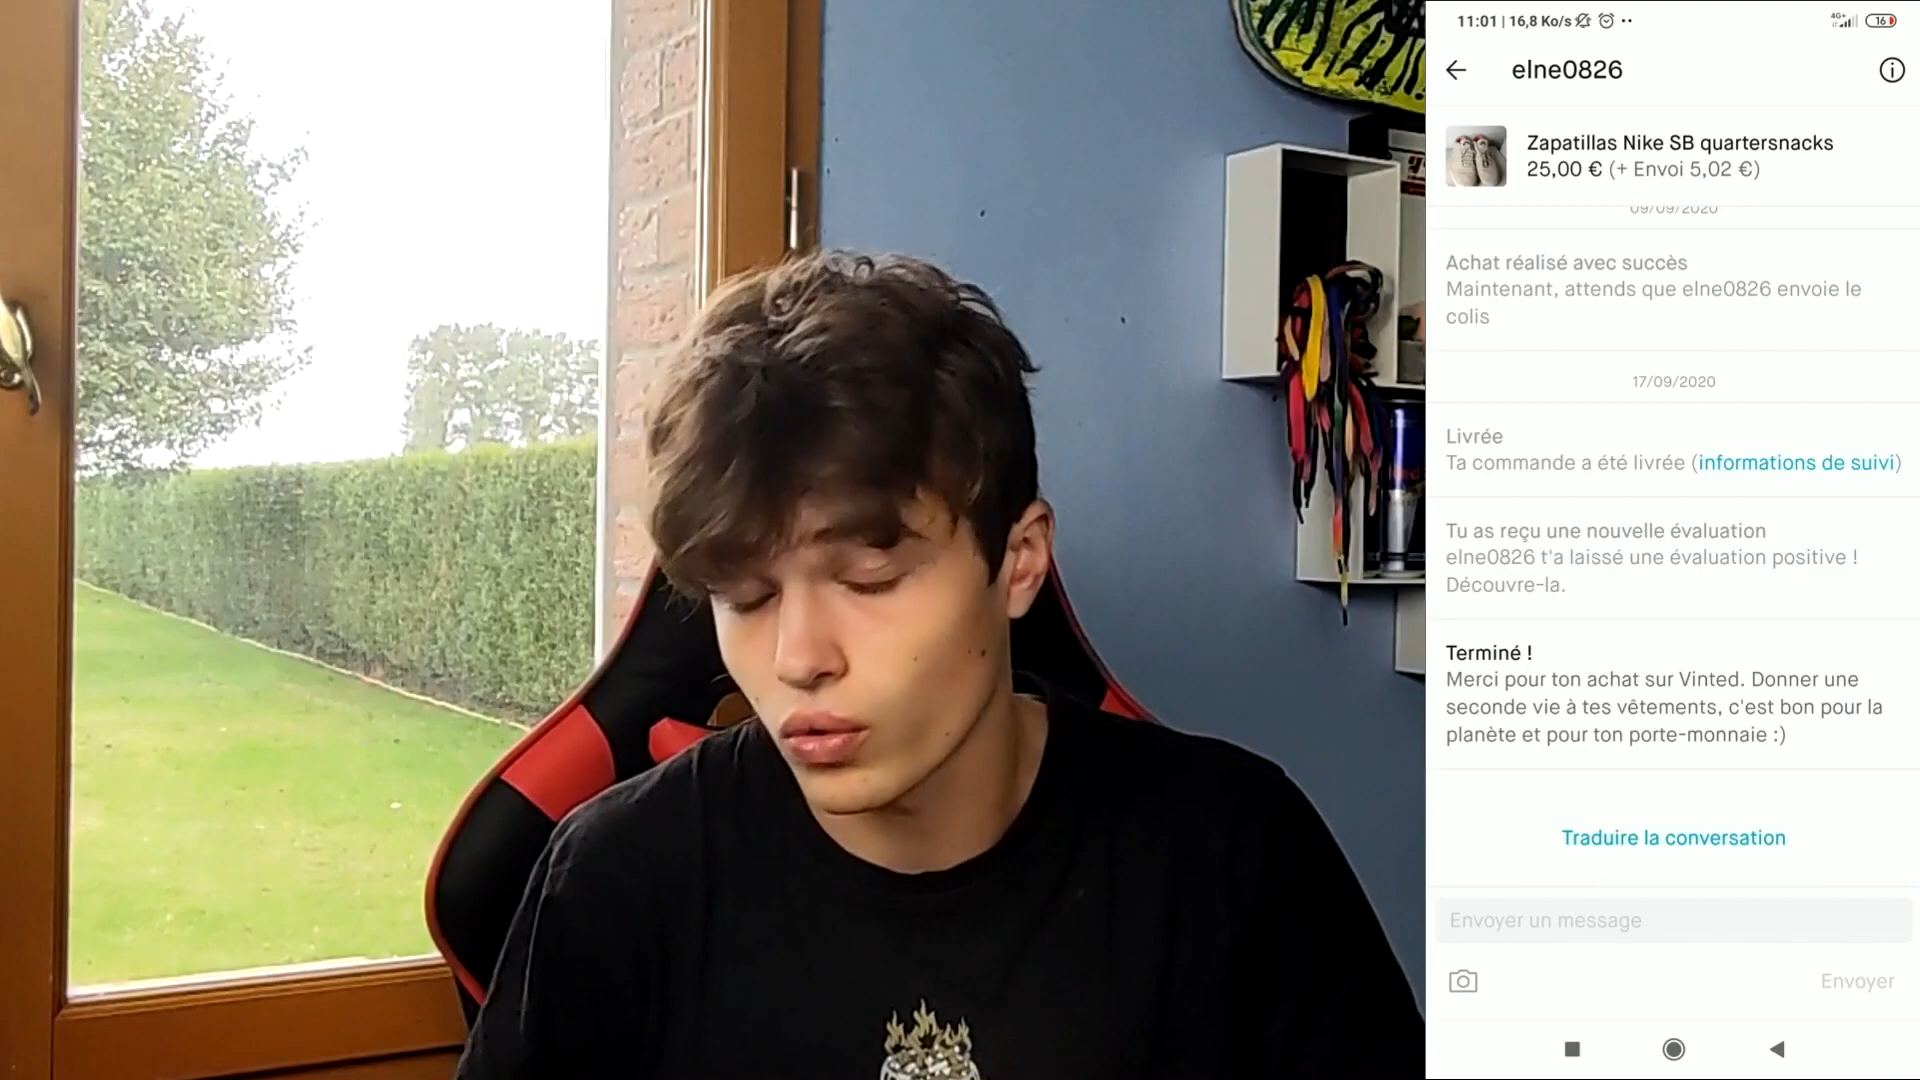 11:01 | 16,8 Ko/s
4G+
16
elne0826
Zapatillas Nike SB quartersnacks
25,00 € (+ Envoi 5,02 €)
09/09/2020
Achat réalisé avec succès
Maintenant, attends que elne0826 envoie le
colis
17/09/2020
Livrée
Ta commande a été livrée (informations de suivi)
Tu as reçu une nouvelle évaluation
elne0826 t'a laissé une évaluation positive !
Découvre-la.
Terminé !
Merci pour ton achat sur Vinted. Donner une
seconde vie à tes vêtements, c'est bon pour la
planète et pour ton porte-monnaie :)
Traduire la conversation
Envoyer un message
Envoyer